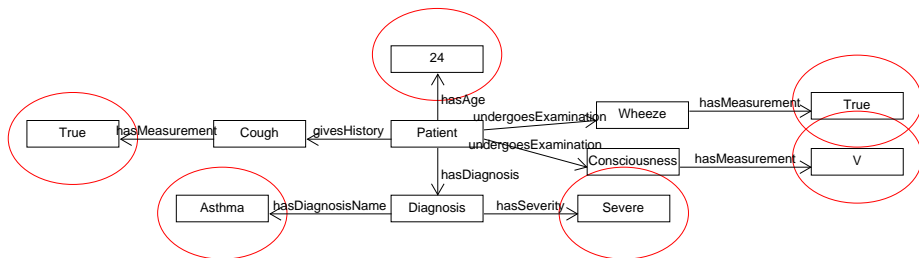 24
hasAge
undergoesExamination
Wheeze
hasMeasurement
True
True
hasMeasurement
Cough
givesHistory
Patient
undergoesExamination
Consciousness
hasMeasurement
V
hasDiagnosis
Asthma
hasDiagnosisName
Diagnosis
hasSeverity
Severe